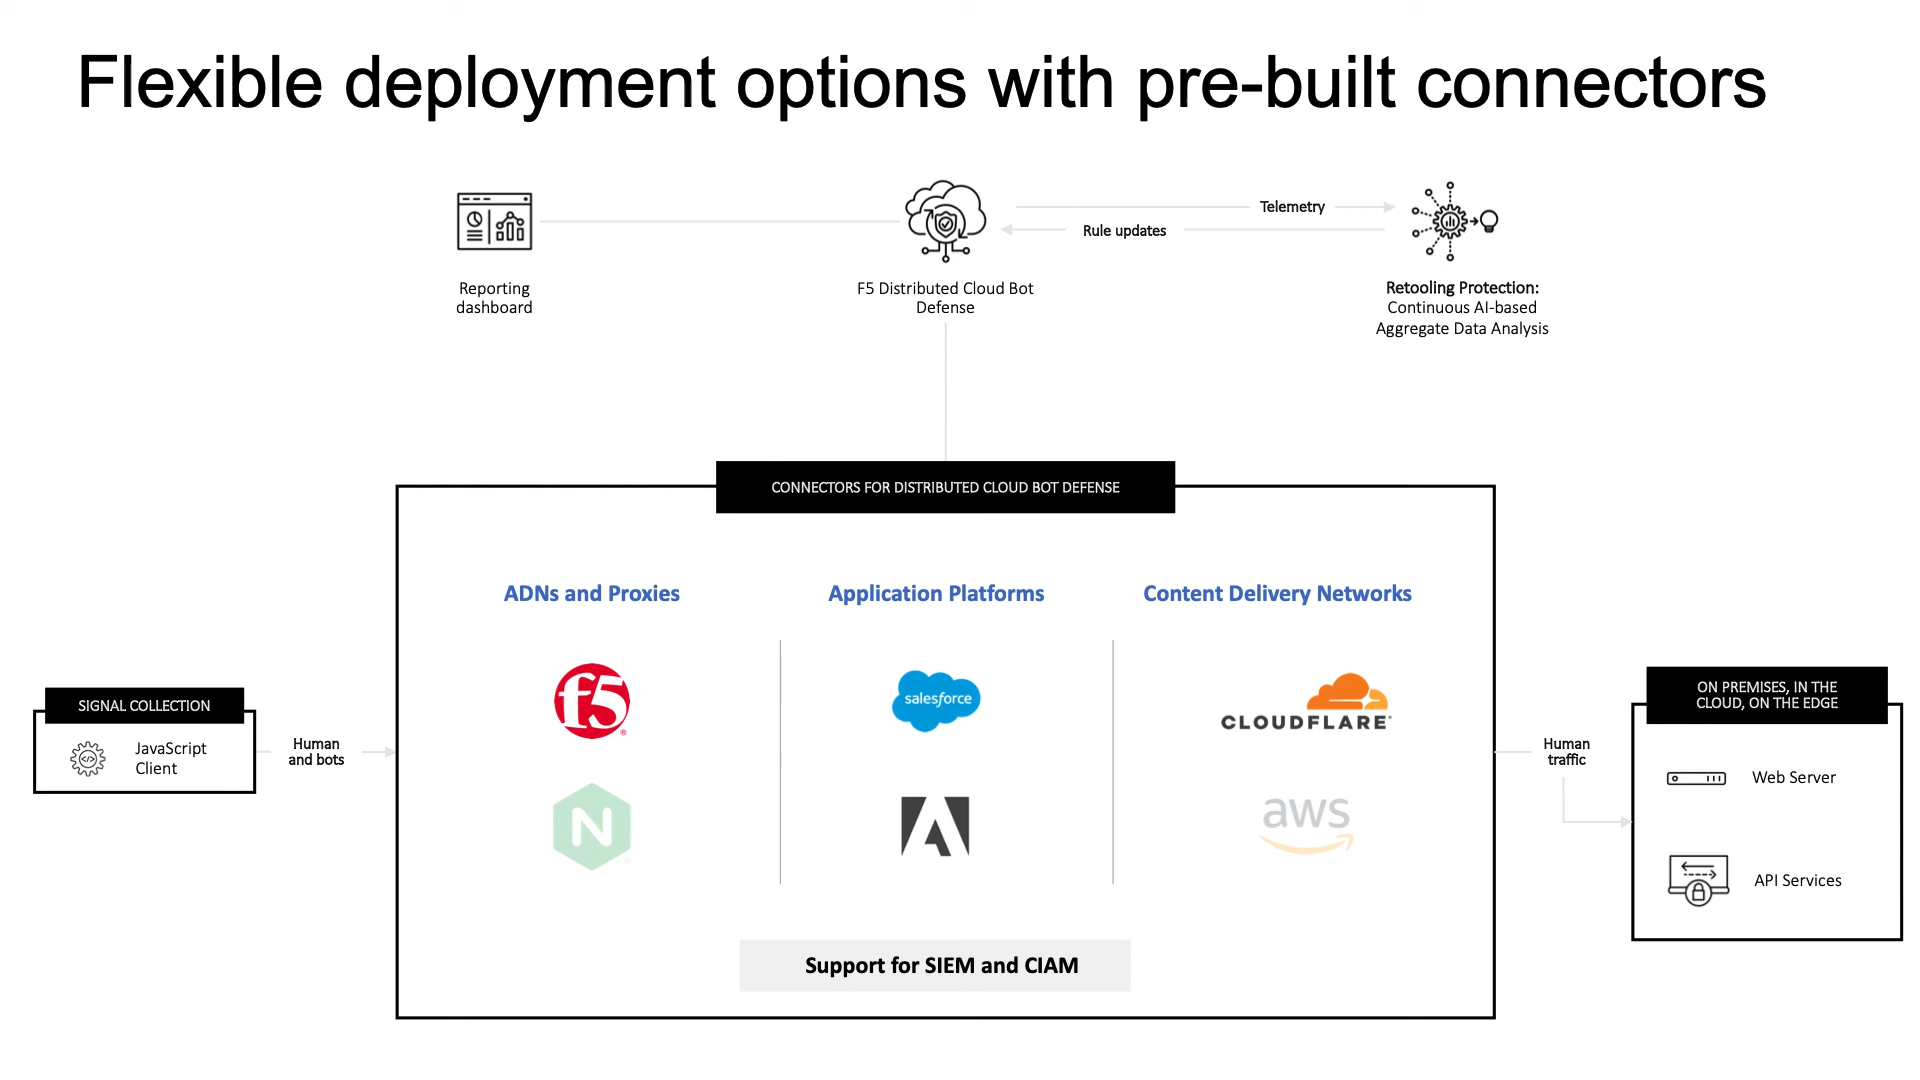 Flexible deployment options with pre-built connectors
Telemetry
Rule updates
Reporting
dashboard
F5 Distributed Cloud Bot
Defense
Retooling Protection:
Continuous AI-based
Aggregate Data Analysis
CONNECTORS FOR DISTRIBUTED CLOUD BOT DEFENSE
ADNs and Proxies
Application Platforms
Content Delivery Networks
f5
salesforce
CLOUDFLARE
N
aws
Support for SIEM and CIAM
SIGNAL COLLECTION
JavaScript
Client
Human
and bots
Human
traffic
ON PREMISES, IN THE
CLOUD, ON THE EDGE
Web Server
API Services